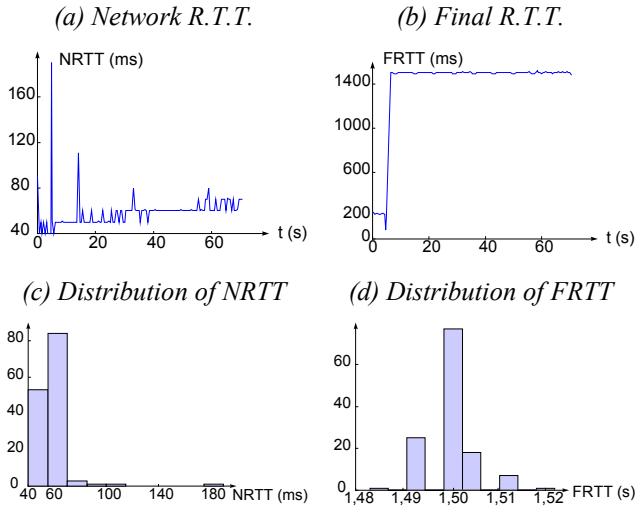 (a) Network R.T.T.
NRTT (ms)
160
120
80
40
0 20 40 60 t (s)
(b) Final R.T.T.
FRTT (ms)
1400
1000
600
200
0
0 20 40 60 t (s)
(c) Distribution of NRTT
80
60
40
20
0
40 60 100 140 180 NRTT (ms)
(d) Distribution of FRTT
60
40
20
0
1,48 1,49 1,50 1,51 1,52 FRTT (s)